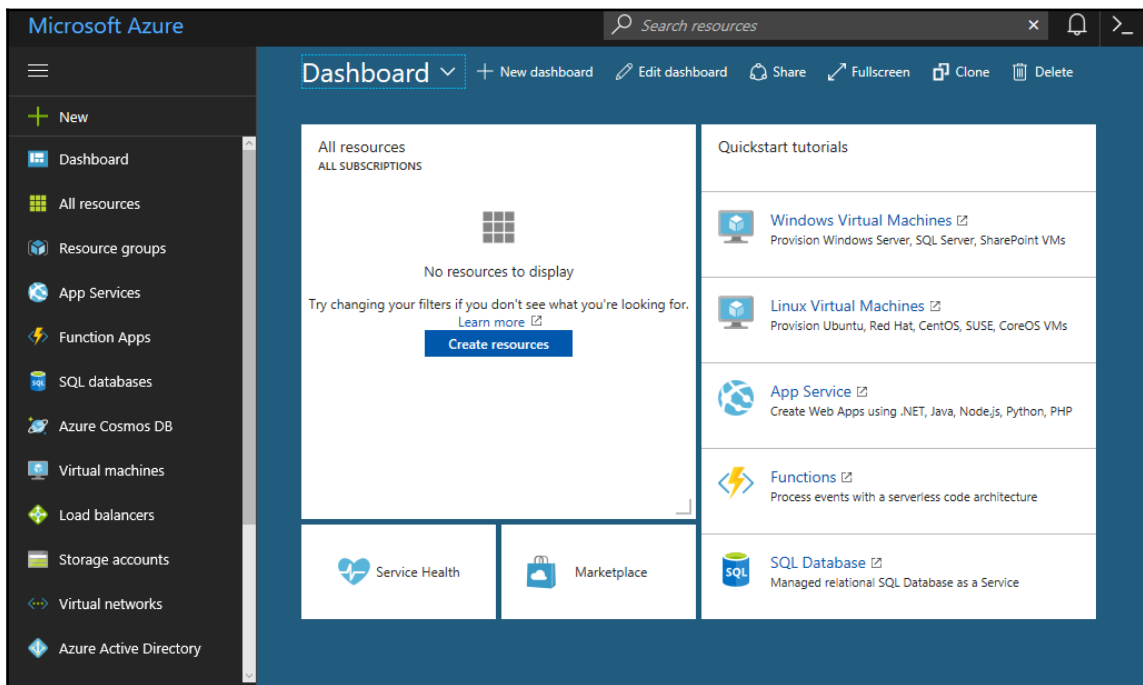 Microsoft Azure
Search resources
Dashboard
New dashboard
Edit dashboard
Share
Fullscreen
Clone
Delete
New
Dashboard
All resources
Resource groups
App Services
Function Apps
SQL databases
Azure Cosmos DB
Virtual machines
Load balancers
Storage accounts
Virtual networks
Azure Active Directory
All resources
ALL SUBSCRIPTIONS
No resources to display
Try changing your filters if you don't see what you're looking for.
Learn more
Create resources
Service Health
Marketplace
Quickstart tutorials
Windows Virtual Machines
Provision Windows Server, SQL Server, SharePoint VMs
Linux Virtual Machines
Provision Ubuntu, Red Hat, CentOS, SUSE, CoreOS VMs
App Service
Create Web Apps using .NET, Java, Node.js, Python, PHP
Functions
Process events with a serverless code architecture
SQL
SQL Database
Managed relational SQL Database as a Service